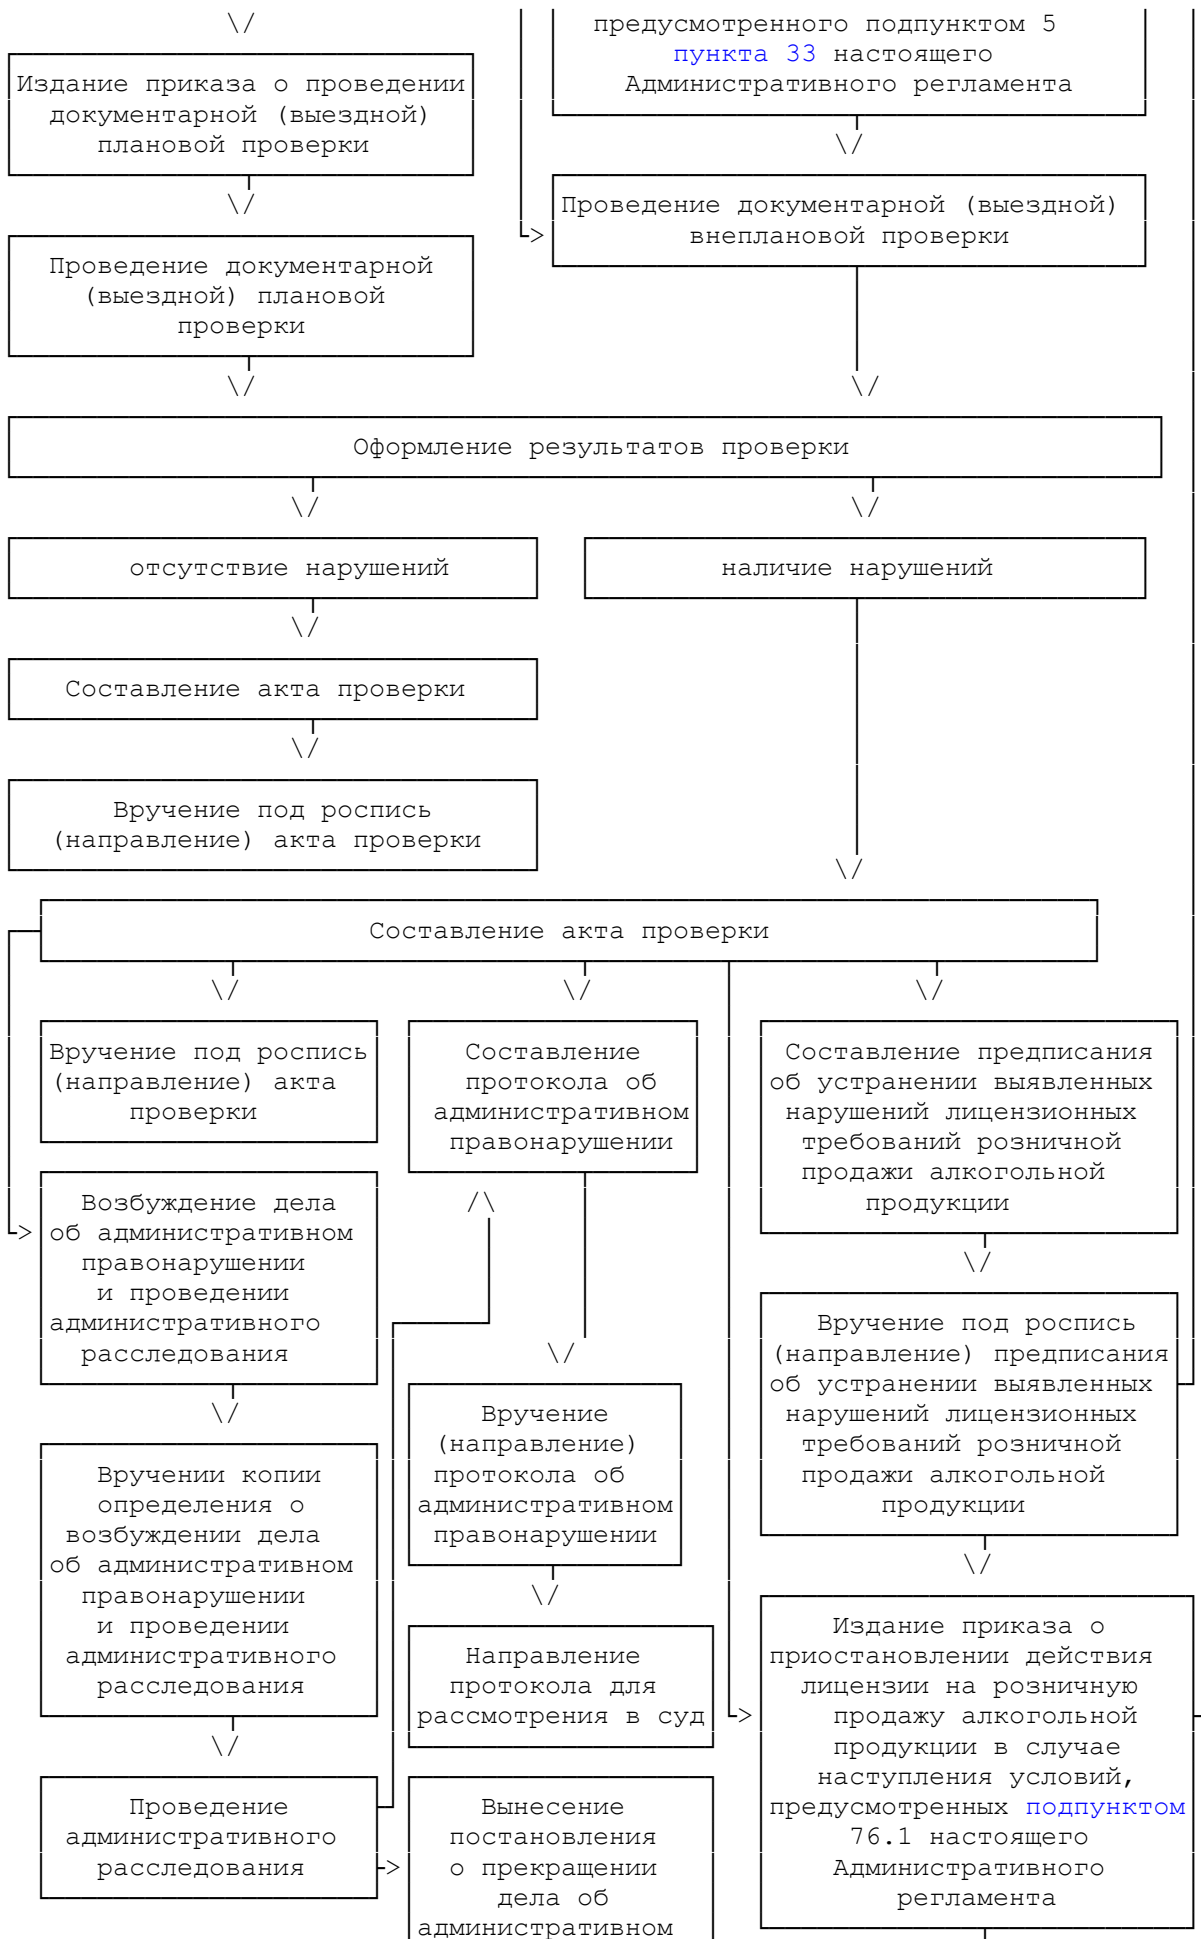 предусмотренного подпунктом 5
пункта 33 настоящего
Административного регламента
Издание приказа о проведении
документарной (выездной)
плановой проверки
Проведение документарной (выездной)
внеплановой проверки
Проведение документарной
(выездной) плановой
проверки
Оформление результатов проверки
отсутствие нарушений
наличие нарушений
Составление акта проверки
Вручение под роспись
(направление) акта проверки
Составление акта проверки
Вручение под роспись
(направление) акта
проверки
Составление
протокола об
административном
правонарушении
Составление предписания
об устранении выявленных
нарушений лицензионных
требований розничной
продажи алкогольной
продукции
Возбуждение дела
об административном
правонарушении
и проведении
административного
расследования
Вручение под роспись
(направление) предписания
об устранении выявленных
нарушений лицензионных
требований розничной
продажи алкогольной
продукции
Вручение
(направление)
протокола об
административном
правонарушении
Вручении копии
определения о
возбуждении дела
об административном
правонарушении
и проведении
административного
расследования
Направление
протокола для
рассмотрения в суд
Издание приказа о
приостановлении действия
лицензии на розничную
продажу алкогольной
продукции в случае
наступления условий,
предусмотренных подпунктом
76.1 настоящего
Административного
регламента
Проведение
административного
расследования
Вынесение
постановления
о прекращении
дела об
административном